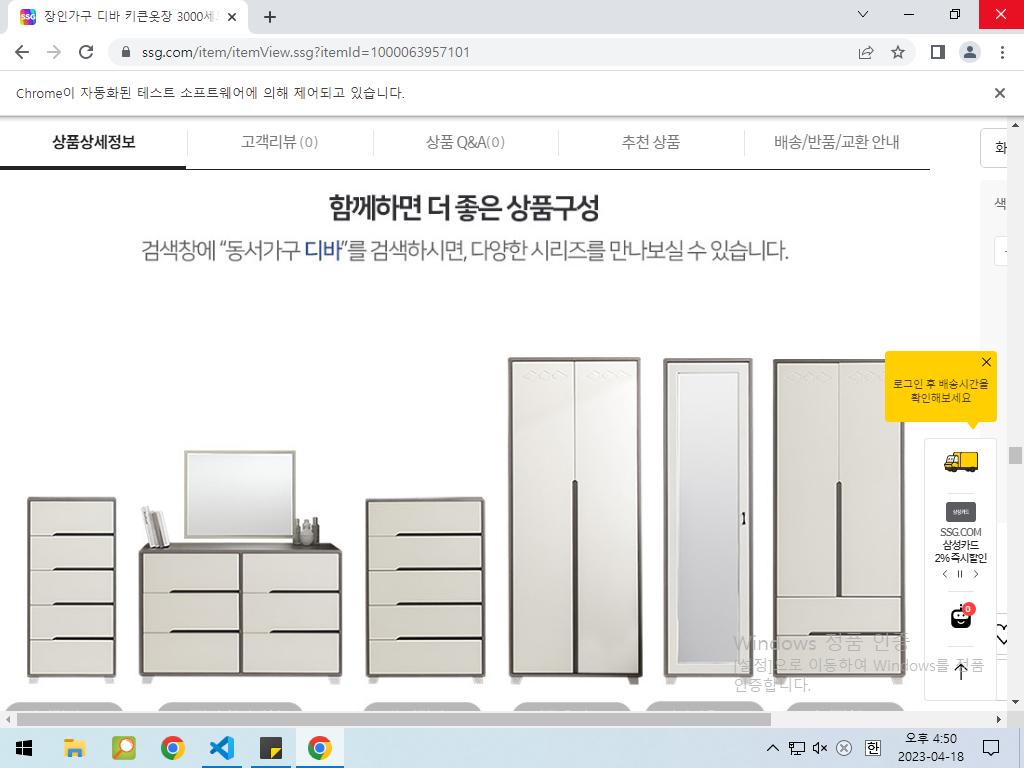 SSG 장인가구 디바 키큰옷장 3000세트
ssg.com/item/itemView.ssg?itemId=1000063957101
Chrome이 자동화된 테스트 소프트웨어에 의해 제어되고 있습니다.
상품상세정보
고객리뷰 (0)
상품 Q&A(0)
추천 상품
배송/반품/교환 안내
함께하면 더 좋은 상품구성
검색창에 “동서가구 디바”를 검색하시면, 다양한 시리즈를 만나보실 수 있습니다.
로그인 후 배송시간을
확인해보세요
삼성카드
SSG.COM
삼성카드
2% 즉시할인
0
Windows 정품 인증
[설정]으로 이동하여 Windows를 정품
인증합니다.
한
오후 4:50
2023-04-18